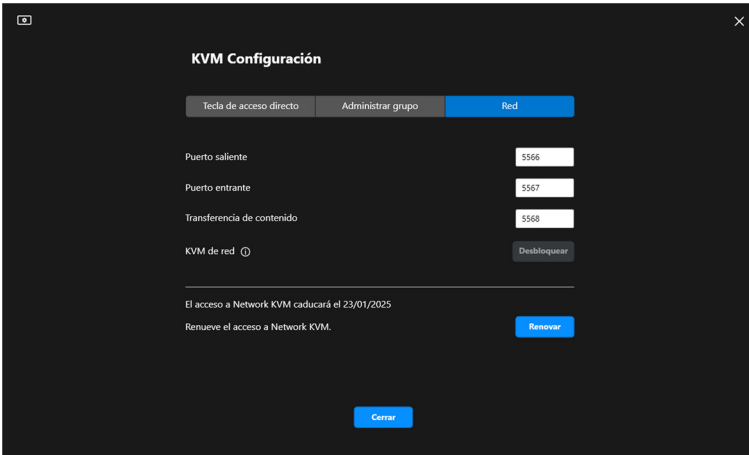 KVM Configuración
Tecla de acceso directo Administrar grupo Red
Puerto saliente 5566
Puerto entrante 5567
Transferencia de contenido 5568
KVM de red Desbloquear
El acceso a Network KVM caducará el 23/01/2025
Renueve el acceso a Network KVM. Renovar
Cerrar